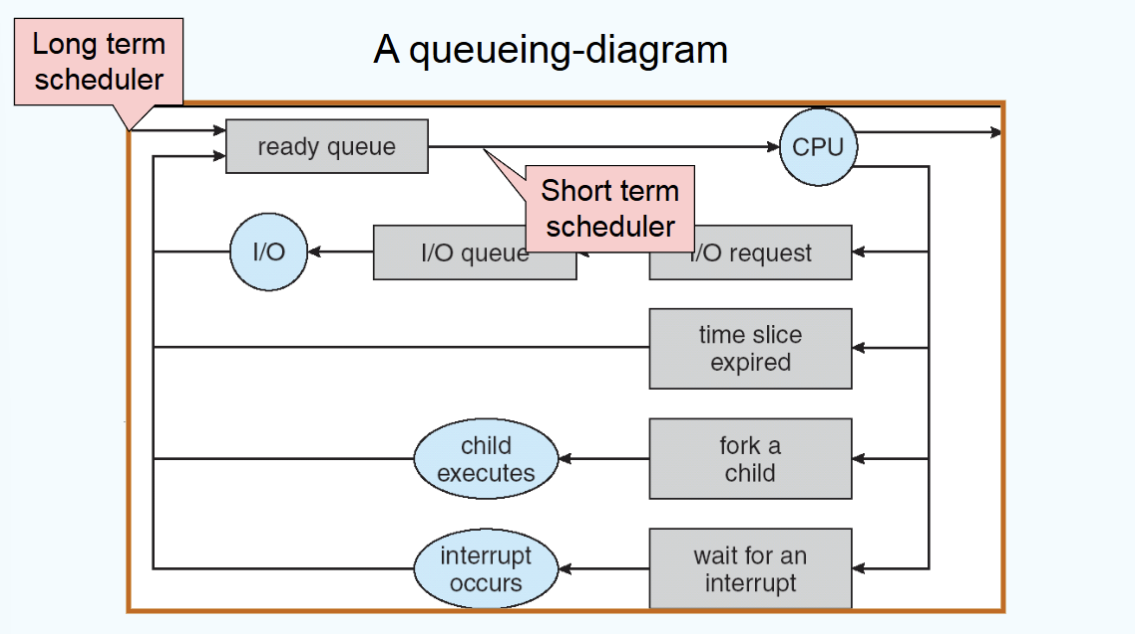 Long term
scheduler
A queueing-diagram
ready queue
CPU
Short term
scheduler
I/O
I/O queue
I/O request
time slice
expired
child
executes
fork a
child
interrupt
occurs
wait for an
interrupt